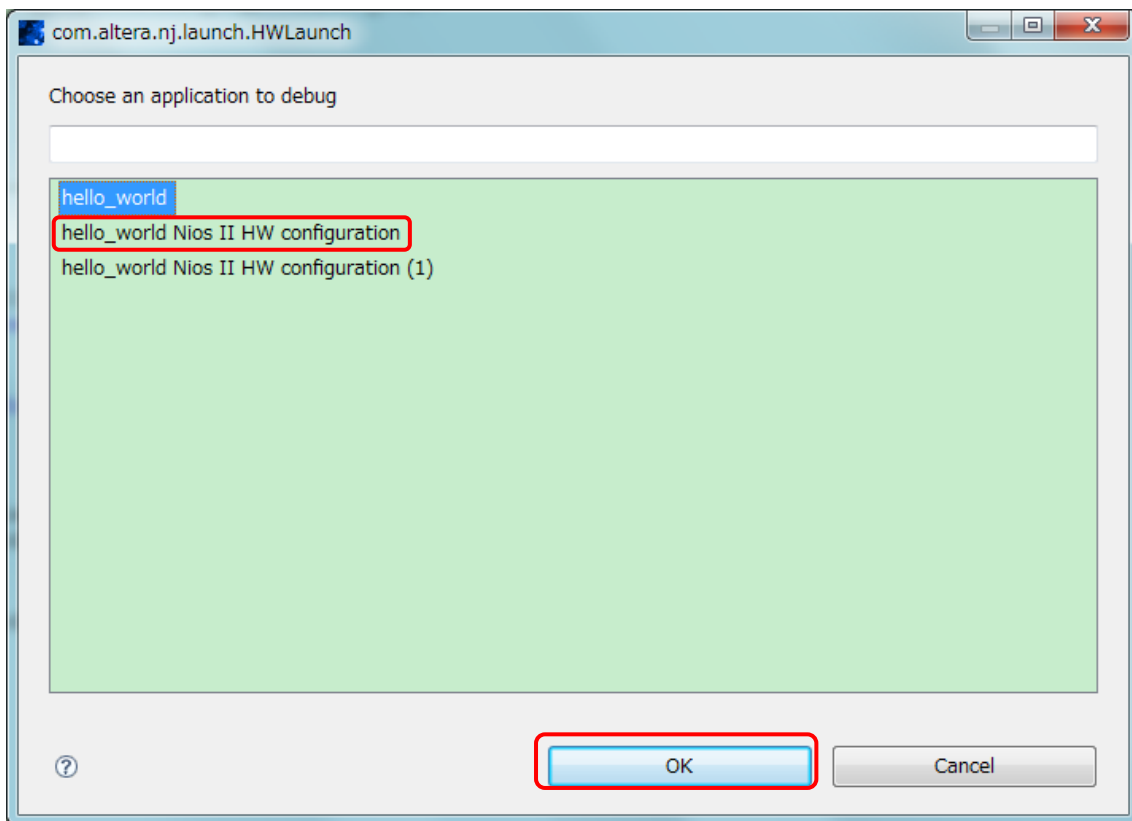 com.altera.nj.launch.HWLaunch
Choose an application to debug
hello_world
hello_world Nios II HW configuration
hello_world Nios II HW configuration (1)
OK
Cancel